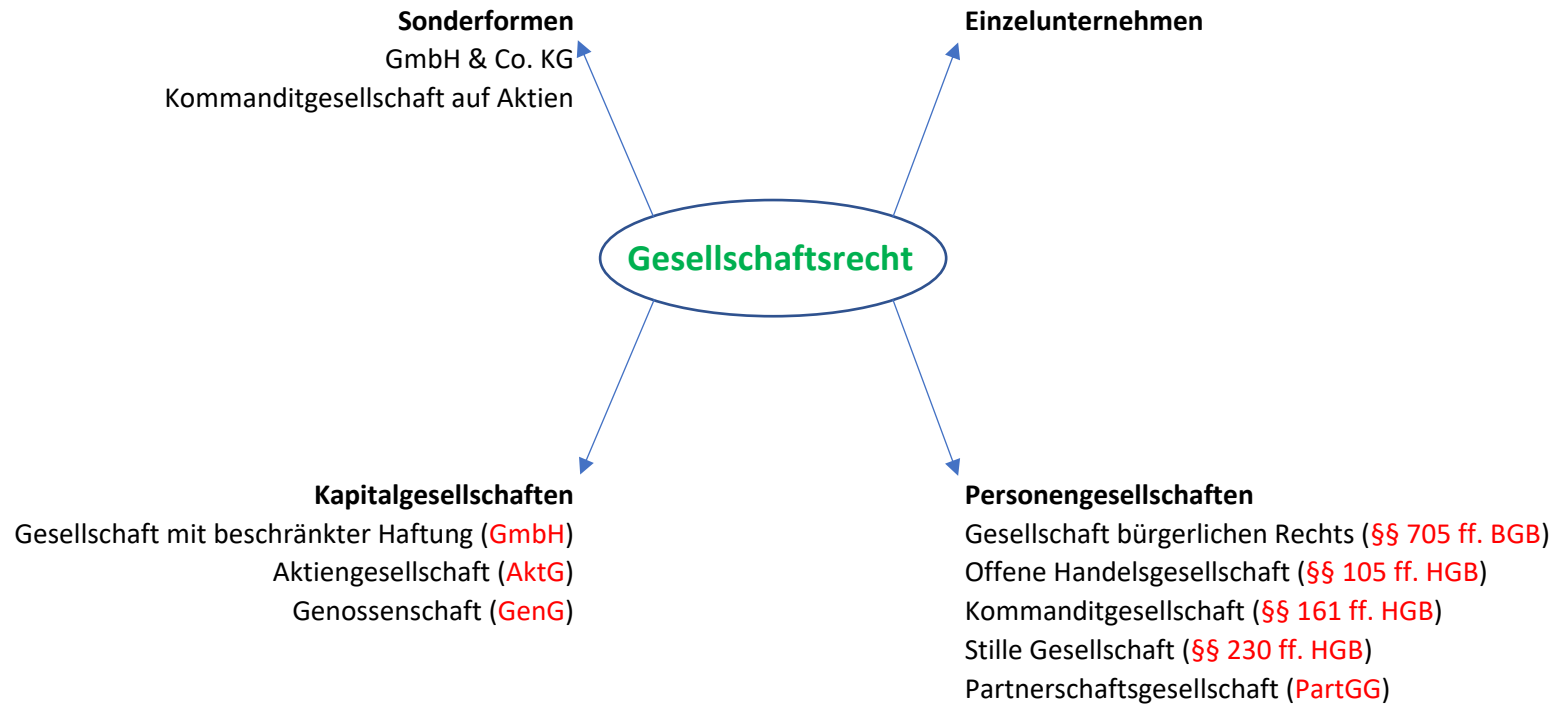 Sonderformen
GmbH & Co. KG
Kommanditgesellschaft auf Aktien
Einzelunternehmen
Gesellschaftsrecht
Kapitalgesellschaften
Gesellschaft mit beschränkter Haftung (GmbH)
Aktiengesellschaft (AktG)
Genossenschaft (GenG)
Personengesellschaften
Gesellschaft bürgerlichen Rechts (§§ 705 ff. BGB)
Offene Handelsgesellschaft (§§ 105 ff. HGB)
Kommanditgesellschaft (§§ 161 ff. HGB)
Stille Gesellschaft (§§ 230 ff. HGB)
Partnerschaftsgesellschaft (PartGG)